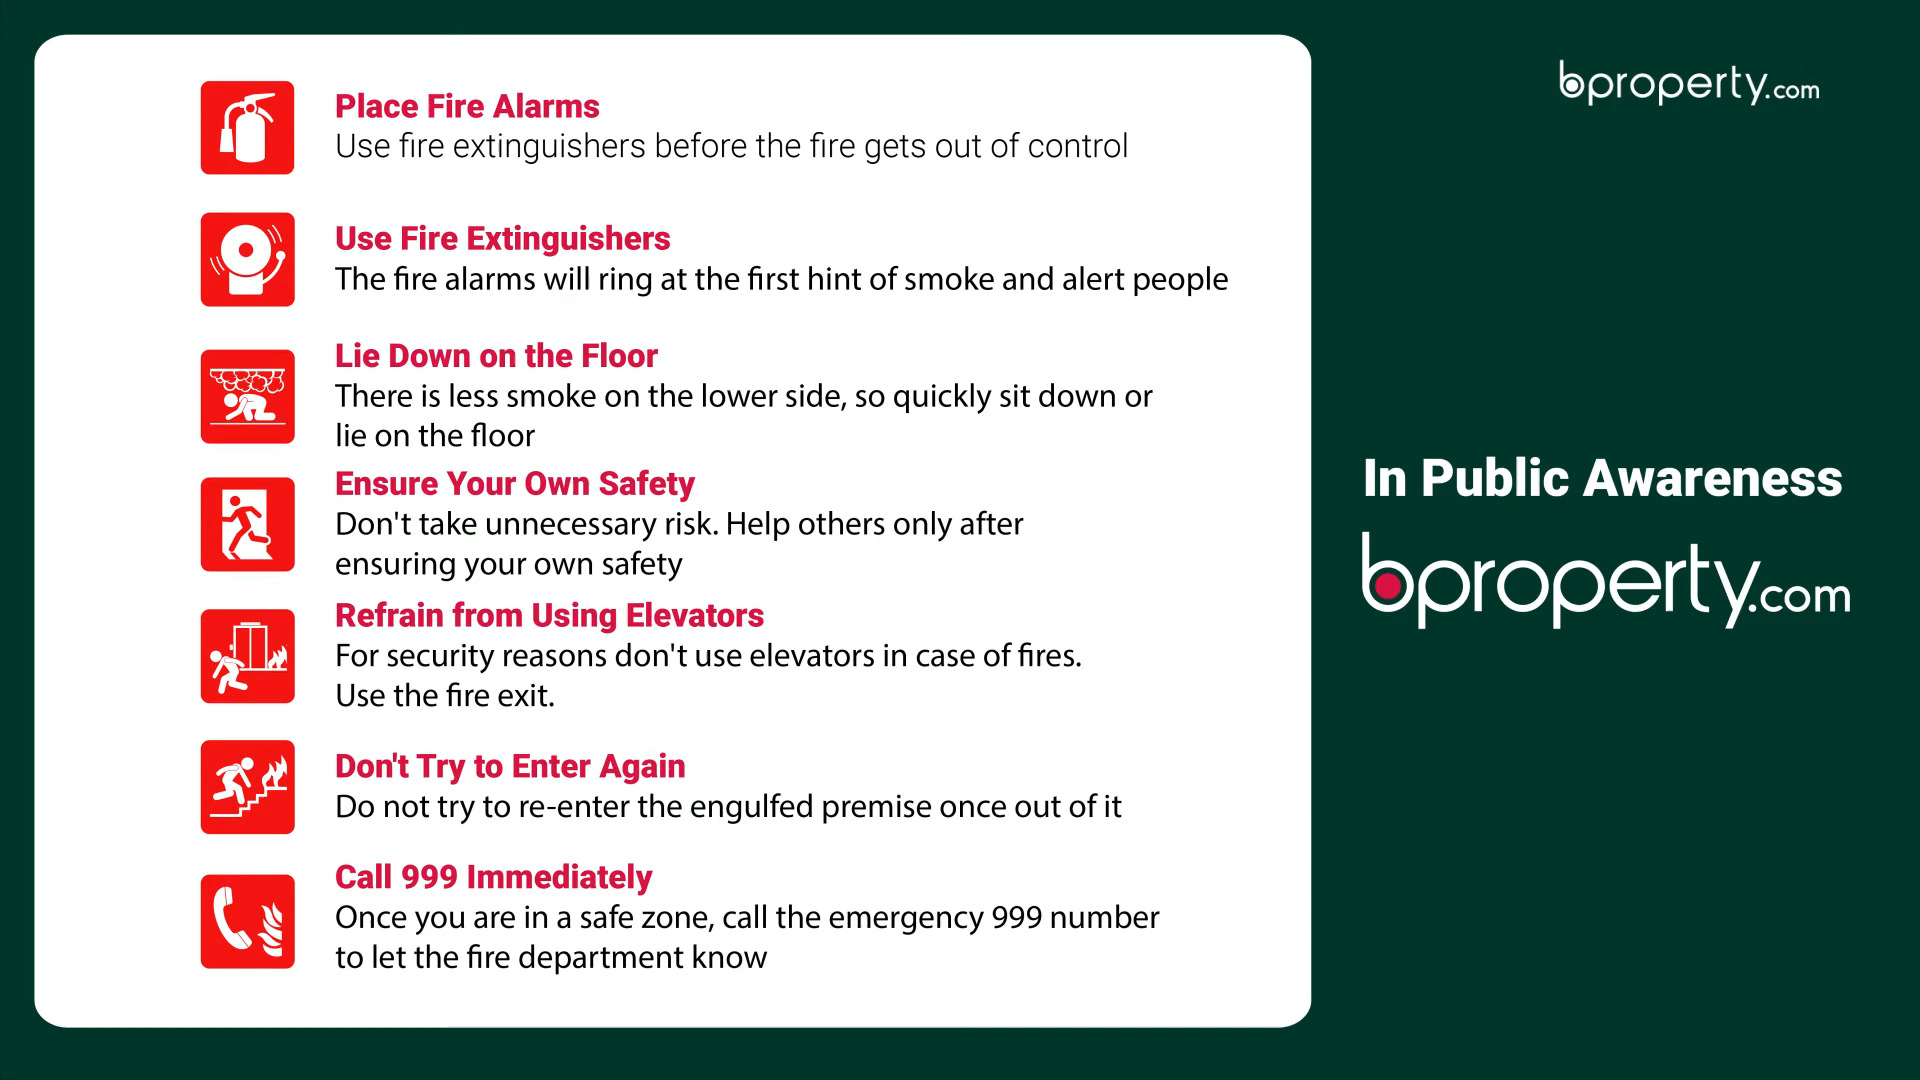 Place Fire Alarms
Use fire extinguishers before the fire gets out of control
Use Fire Extinguishers
The fire alarms will ring at the first hint of smoke and alert people
Lie Down on the Floor
There is less smoke on the lower side, so quickly sit down or
lie on the floor
Ensure Your Own Safety
Don't take unnecessary risk. Help others only after
ensuring your own safety
Refrain from Using Elevators
For security reasons don't use elevators in case of fires.
Use the fire exit.
Don't Try to Enter Again
Do not try to re-enter the engulfed premise once out of it
Call 999 Immediately
Once you are in a safe zone, call the emergency 999 number
to let the fire department know
bproperty.com
In Public Awareness
bproperty.com